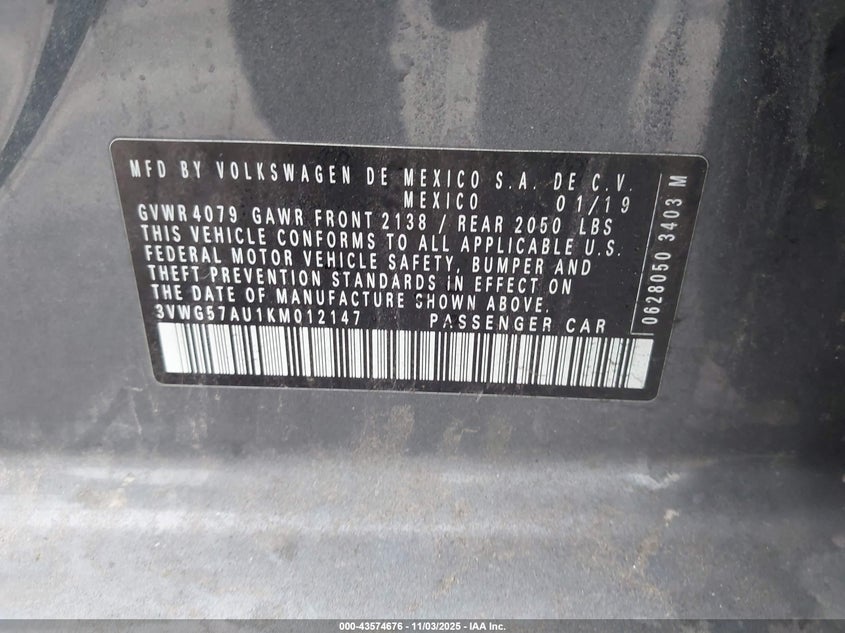 MFD BY VOLKSWAGEN DE MEXICO S.A. DE C.V.
MEXICO 01/19
GVWR 4079 GAWR FRONT 2138 / REAR 2050 LBS
THIS VEHICLE CONFORMS TO ALL APPLICABLE U.S.
FEDERAL MOTOR VEHICLE SAFETY, BUMPER AND
THEFT PREVENTION STANDARDS IN EFFECT ON
THE DATE OF MANUFACTURE SHOWN ABOVE.
3VWG57AU1KM012147 PASSENGER CAR
0628050 3403 M
000-43574676 - 11/03/2025 - IAA Inc.